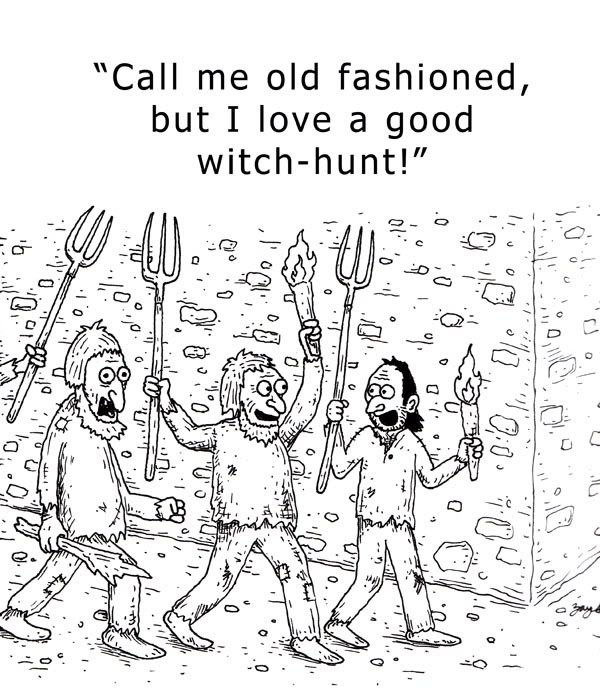 “Call me old fashioned,
but I love a good
witch-hunt!”